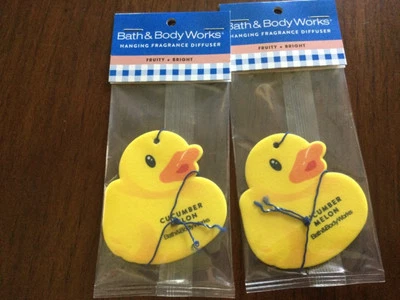 Bath & Body Works®
HANGING FRAGRANCE DIFFUSER
FRUITY + BRIGHT
CUCUMBER
MELON
Bath&BodyWorks
Bath & Body Works®
HANGING FRAGRANCE DIFFUSER
FRUITY + BRIGHT
CUCUMBER
MELON
Bath&BodyWorks